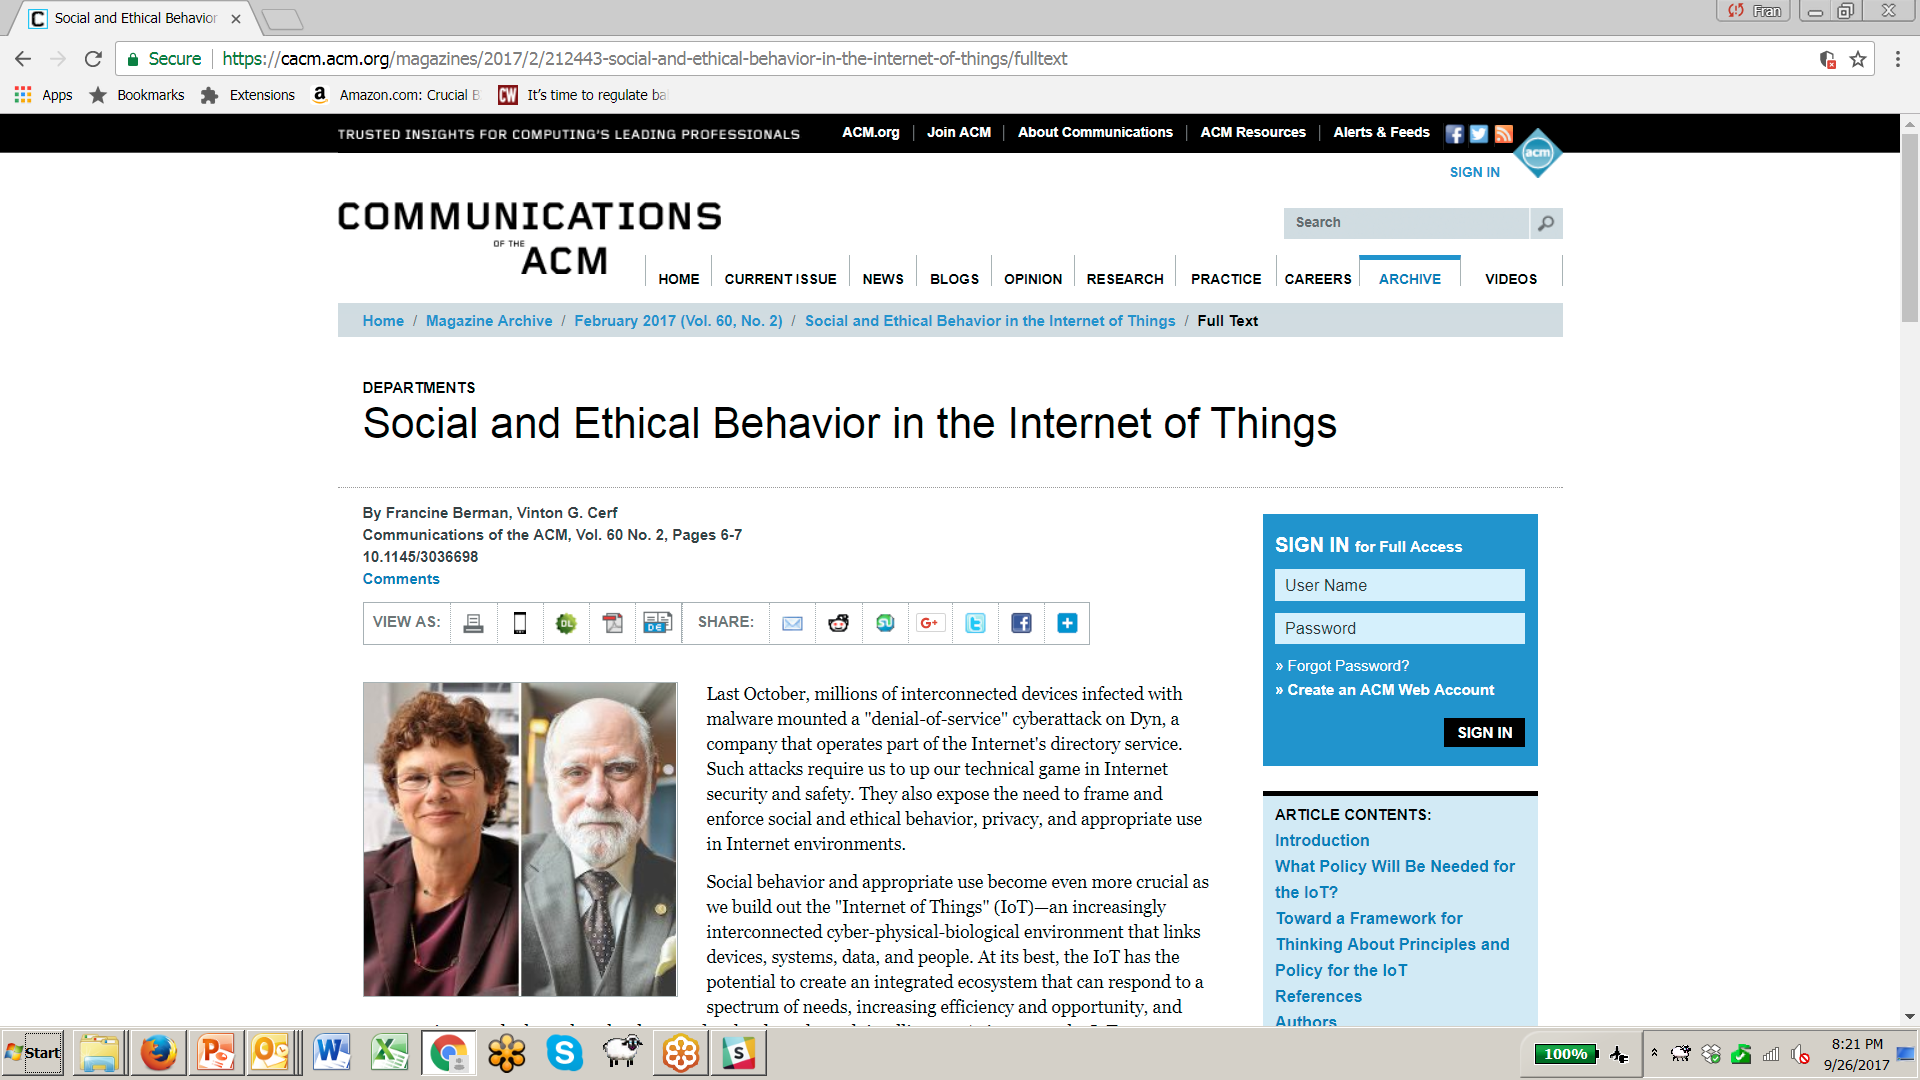 Social and Ethical Behavior
Fran
Secure
https://cacm.acm.org/magazines/2017/2/212443-social-and-ethical-behavior-in-the-internet-of-things/fulltext
Apps Bookmarks Extensions Amazon.com: Crucial B It's time to regulate ba
TRUSTED INSIGHTS FOR COMPUTING'S LEADING PROFESSIONALS
ACM.org Join ACM About Communications ACM Resources Alerts & Feeds
acm
SIGN IN
COMMUNICATIONS
OF THE
ACM
Search
HOME CURRENT ISSUE NEWS BLOGS OPINION RESEARCH PRACTICE CAREERS ARCHIVE VIDEOS
Home / Magazine Archive / February 2017 (Vol. 60, No. 2) / Social and Ethical Behavior in the Internet of Things / Full Text
DEPARTMENTS
Social and Ethical Behavior in the Internet of Things
By Francine Berman, Vinton G. Cerf
Communications of the ACM, Vol. 60 No. 2, Pages 6-7
10.1145/3036698
Comments
VIEW AS: DL DE SHARE: G+
Last October, millions of interconnected devices infected with
malware mounted a "denial-of-service" cyberattack on Dyn, a
company that operates part of the Internet's directory service.
Such attacks require us to up our technical game in Internet
security and safety. They also expose the need to frame and
enforce social and ethical behavior, privacy, and appropriate use
in Internet environments.
Social behavior and appropriate use become even more crucial as
we build out the "Internet of Things" (IoT)—an increasingly
interconnected cyber-physical-biological environment that links
devices, systems, data, and people. At its best, the IoT has the
potential to create an integrated ecosystem that can respond to a
spectrum of needs, increasing efficiency and opportunity, and
SIGN IN for Full Access
User Name
Password
» Forgot Password?
» Create an ACM Web Account
SIGN IN
ARTICLE CONTENTS:
Introduction
What Policy Will Be Needed for
the IoT?
Toward a Framework for
Thinking About Principles and
Policy for the IoT
References
Authors
Start
100%
8:21 PM
9/26/2017